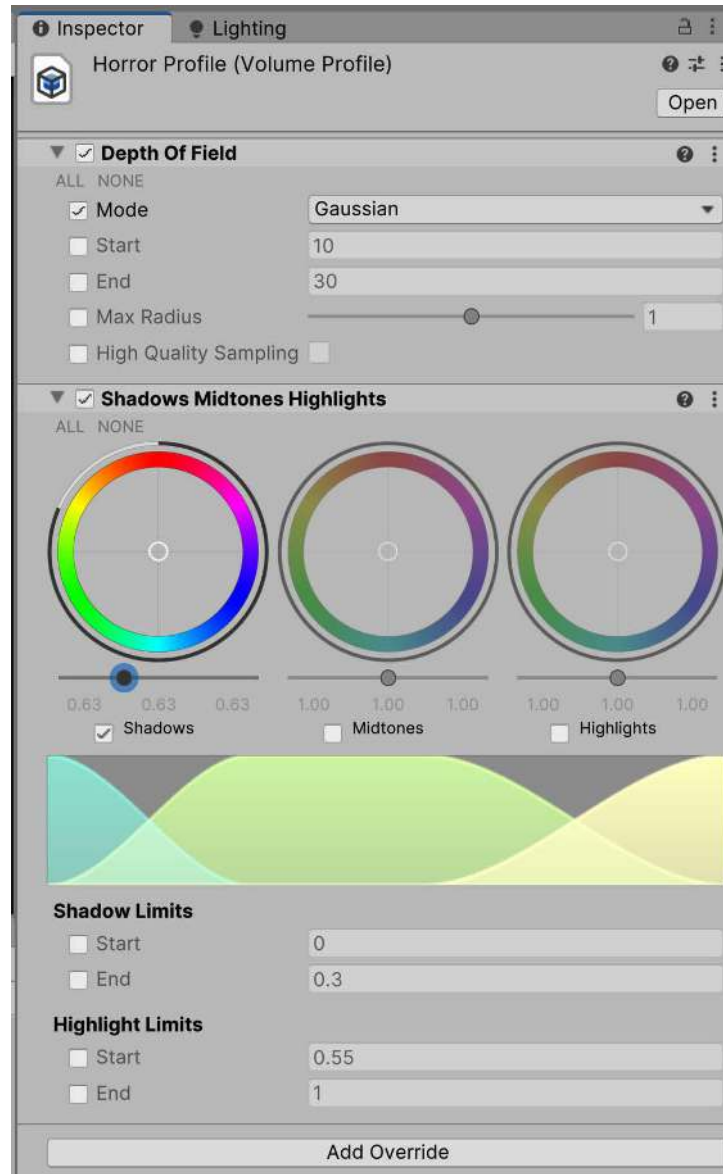 Inspector Lighting
Horror Profile (Volume Profile)
Open
Depth Of Field
ALL NONE
Mode Gaussian
Start 10
End 30
Max Radius 1
High Quality Sampling
Shadows Midtones Highlights
ALL NONE
0.63 0.63 0.63 1.00 1.00 1.00 1.00 1.00 1.00
Shadows Midtones Highlights
Shadow Limits
Start 0
End 0.3
Highlight Limits
Start 0.55
End 1
Add Override